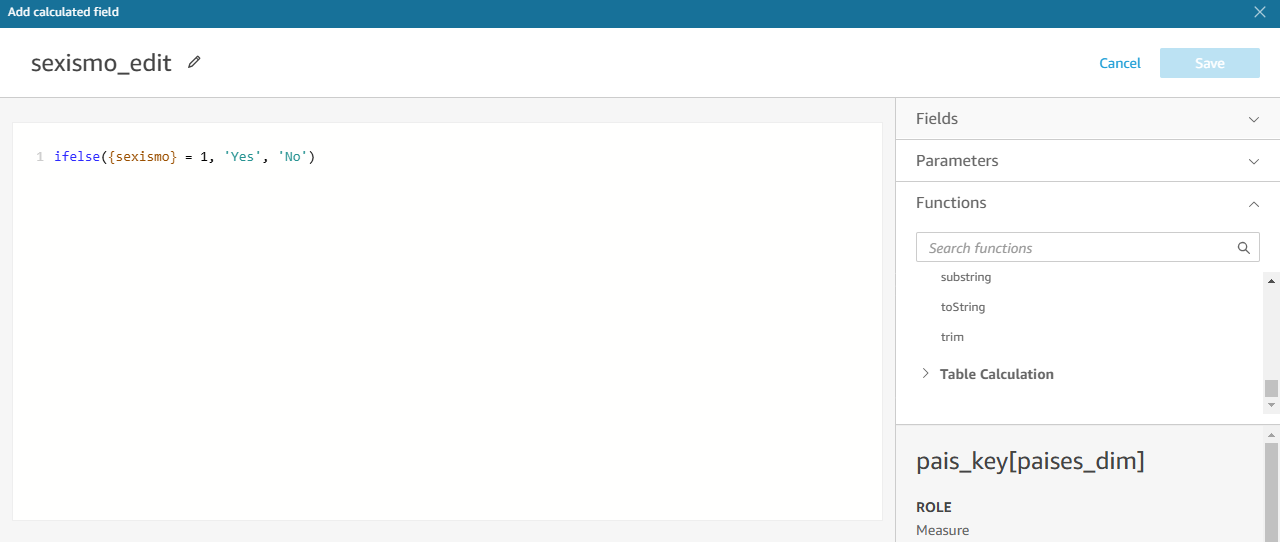 Add calculated field
sexismo_edit
Cancel
Save
1 ifelse({sexismo} = 1, 'Yes', 'No')
Fields
Parameters
Functions
Search functions
substring
toString
trim
Table Calculation
pais_key[paises_dim]
ROLE
Measure